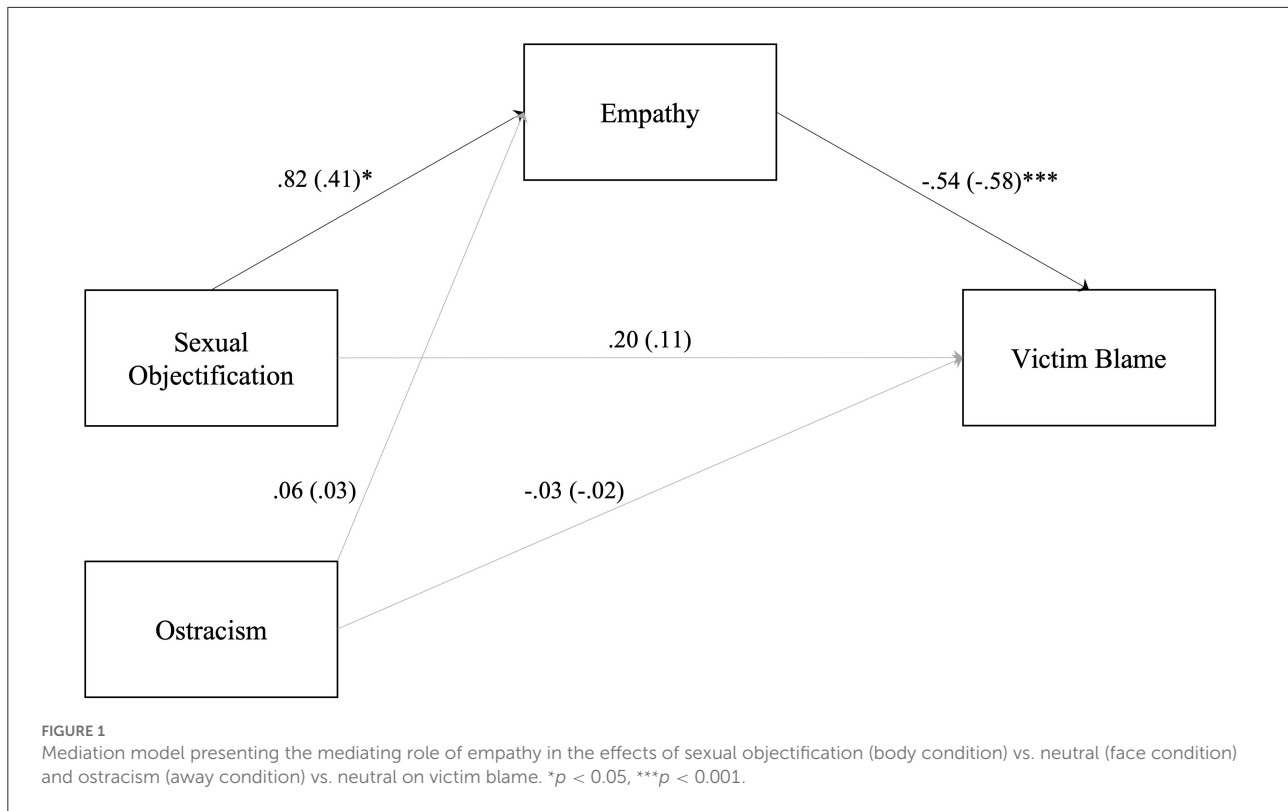 Empathy
.82 (.41)*
-.54 (-.58)***
Sexual
Objectification
.20 (.11)
Victim Blame
.06 (.03)
-.03 (-.02)
Ostracism
FIGURE 1
Mediation model presenting the mediating role of empathy in the effects of sexual objectification (body condition) vs. neutral (face condition)
and ostracism (away condition) vs. neutral on victim blame. *p < 0.05, ***p < 0.001.